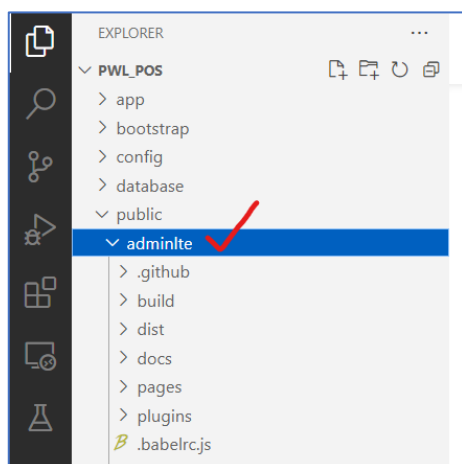 EXPLORER
PWL_POS
app
bootstrap
config
database
public
adminlte
.github
build
dist
docs
pages
plugins
.babelrc.js